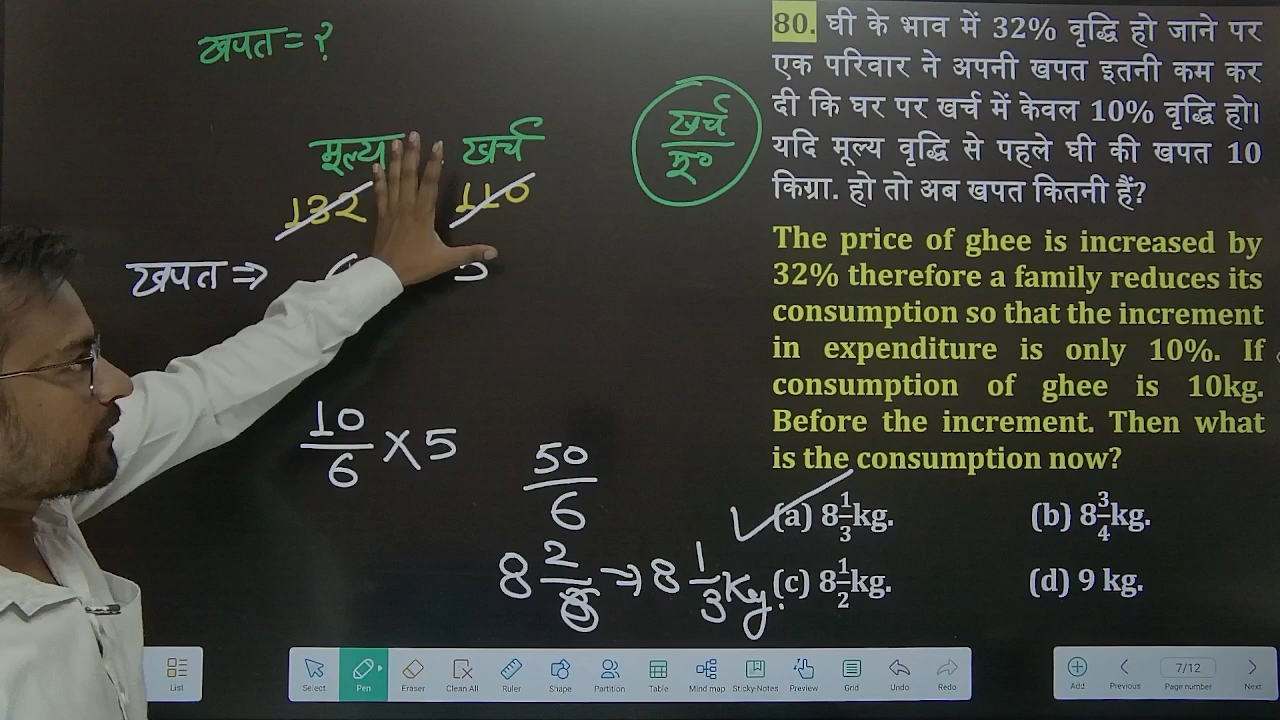 खपत = ?
मूल्य खर्च
132 110
खपत ⇒ 5
खर्च
मू०
10/6 × 5
50/6
8 2/6 ⇒ 8 1/3 Kg.
80. घी के भाव में 32% वृद्धि हो जाने पर
एक परिवार ने अपनी खपत इतनी कम कर
दी कि घर पर खर्च में केवल 10% वृद्धि हो।
यदि मूल्य वृद्धि से पहले घी की खपत 10
किग्रा. हो तो अब खपत कितनी हैं?
The price of ghee is increased by
32% therefore a family reduces its
consumption so that the increment
in expenditure is only 10%. If
consumption of ghee is 10kg.
Before the increment. Then what
is the consumption now?
(a) 8 1/3 kg. (b) 8 3/4 kg.
(c) 8 1/2 kg. (d) 9 kg.
List Select Pen Eraser Clean All Ruler Shape Partition Table Mind map Sticky-Notes Preview Grid Undo Redo Add Previous 7/12 Page number Next